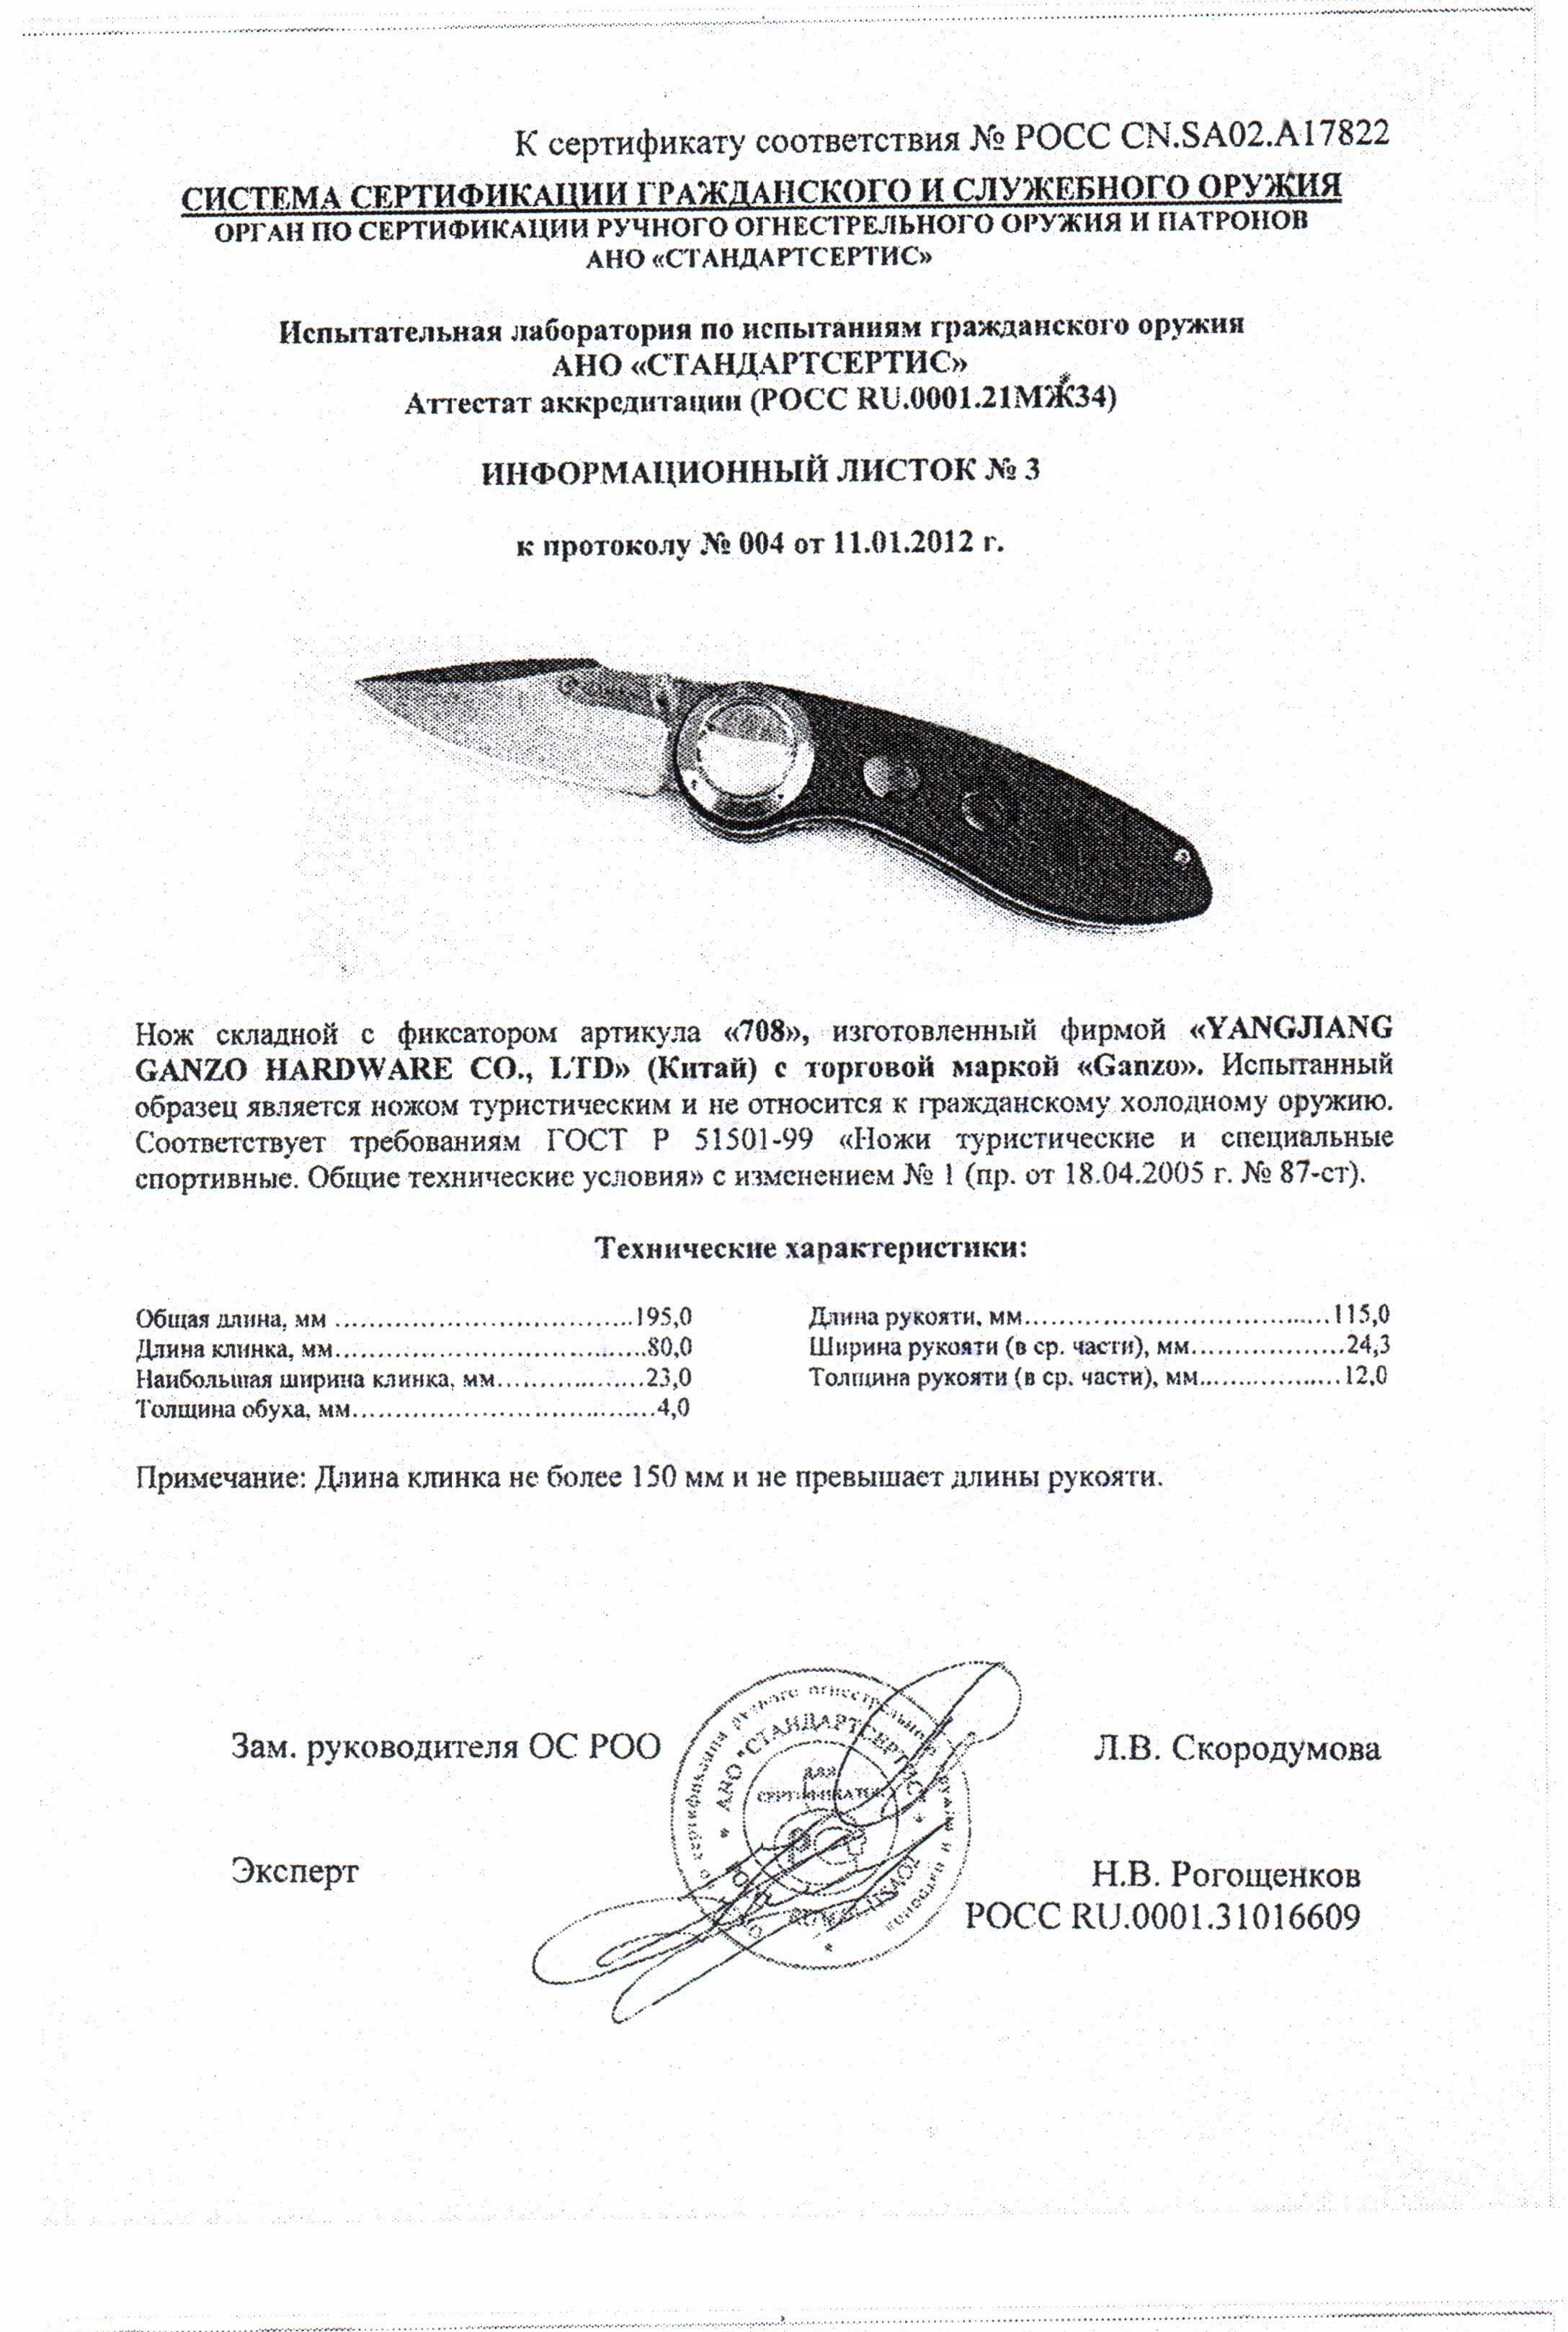 К сертификату соответствия № РОСС CN.SA02.A17822
СИСТЕМА СЕРТИФИКАЦИИ ГРАЖДАНСКОГО И СЛУЖЕБНОГО ОРУЖИЯ
ОРГАН ПО СЕРТИФИКАЦИИ РУЧНОГО ОГНЕСТРЕЛЬНОГО ОРУЖИЯ И ПАТРОНОВ
АНО «СТАНДАРТСЕРТИС»
Испытательная лаборатория по испытаниям гражданского оружия
АНО «СТАНДАРТСЕРТИС»
Аттестат аккредитации (РОСС RU.0001.21МЖ34)
ИНФОРМАЦИОННЫЙ ЛИСТОК № 3
к протоколу № 004 от 11.01.2012 г.
Нож складной с фиксатором артикула «708», изготовленный фирмой «YANGJIANG
GANZO HARDWARE CO., LTD» (Китай) с торговой маркой «Ganzo». Испытанный
образец является ножом туристическим и не относится к гражданскому холодному оружию.
Соответствует требованиям ГОСТ Р 51501-99 «Ножи туристические и специальные
спортивные. Общие технические условия» с изменением № 1 (пр. от 18.04.2005 г. № 87-ст).
Технические характеристики:
Общая длина, мм ....................................195,0
Длина клинка, мм.......................................80,0
Наибольшая ширина клинка, мм..................23,0
Толщина обуха, мм.....................................4,0
Длина рукояти, мм.....................................115,0
Ширина рукояти (в ср. части), мм...................24,3
Толщина рукояти (в ср. части), мм..................12,0
Примечание: Длина клинка не более 150 мм и не превышает длины рукояти.
Зам. руководителя ОС РОО
Л.В. Скородумова
АНО "СТАНДАРТСЕРТИС"
для
Эксперт
Н.В. Рогощенков
РОСС RU.0001.31016609